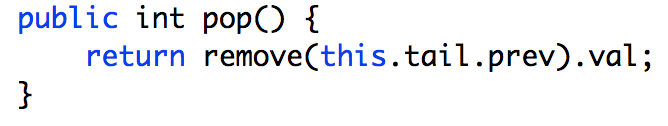 public int pop() {
    return remove(this.tail.prev).val;
}